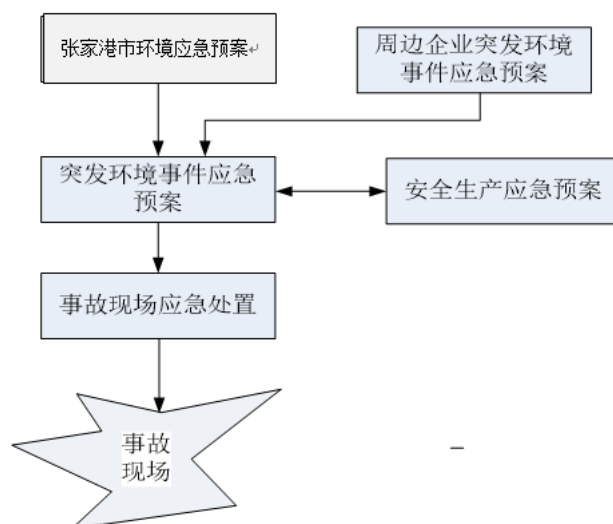 张家港市环境应急预案
周边企业突发环境
事件应急预案
突发环境事件应急
预案
安全生产应急预案
事故现场应急处置
事故
现场